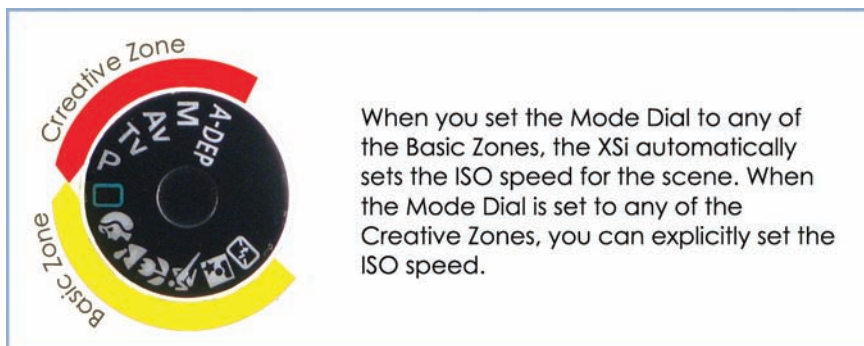 Crreative Zone
A-DEP
M
Av
Tv
P
Basic Zone
When you set the Mode Dial to any of
the Basic Zones, the XSi automatically
sets the ISO speed for the scene. When
the Mode Dial is set to any of the
Creative Zones, you can explicitly set the
ISO speed.